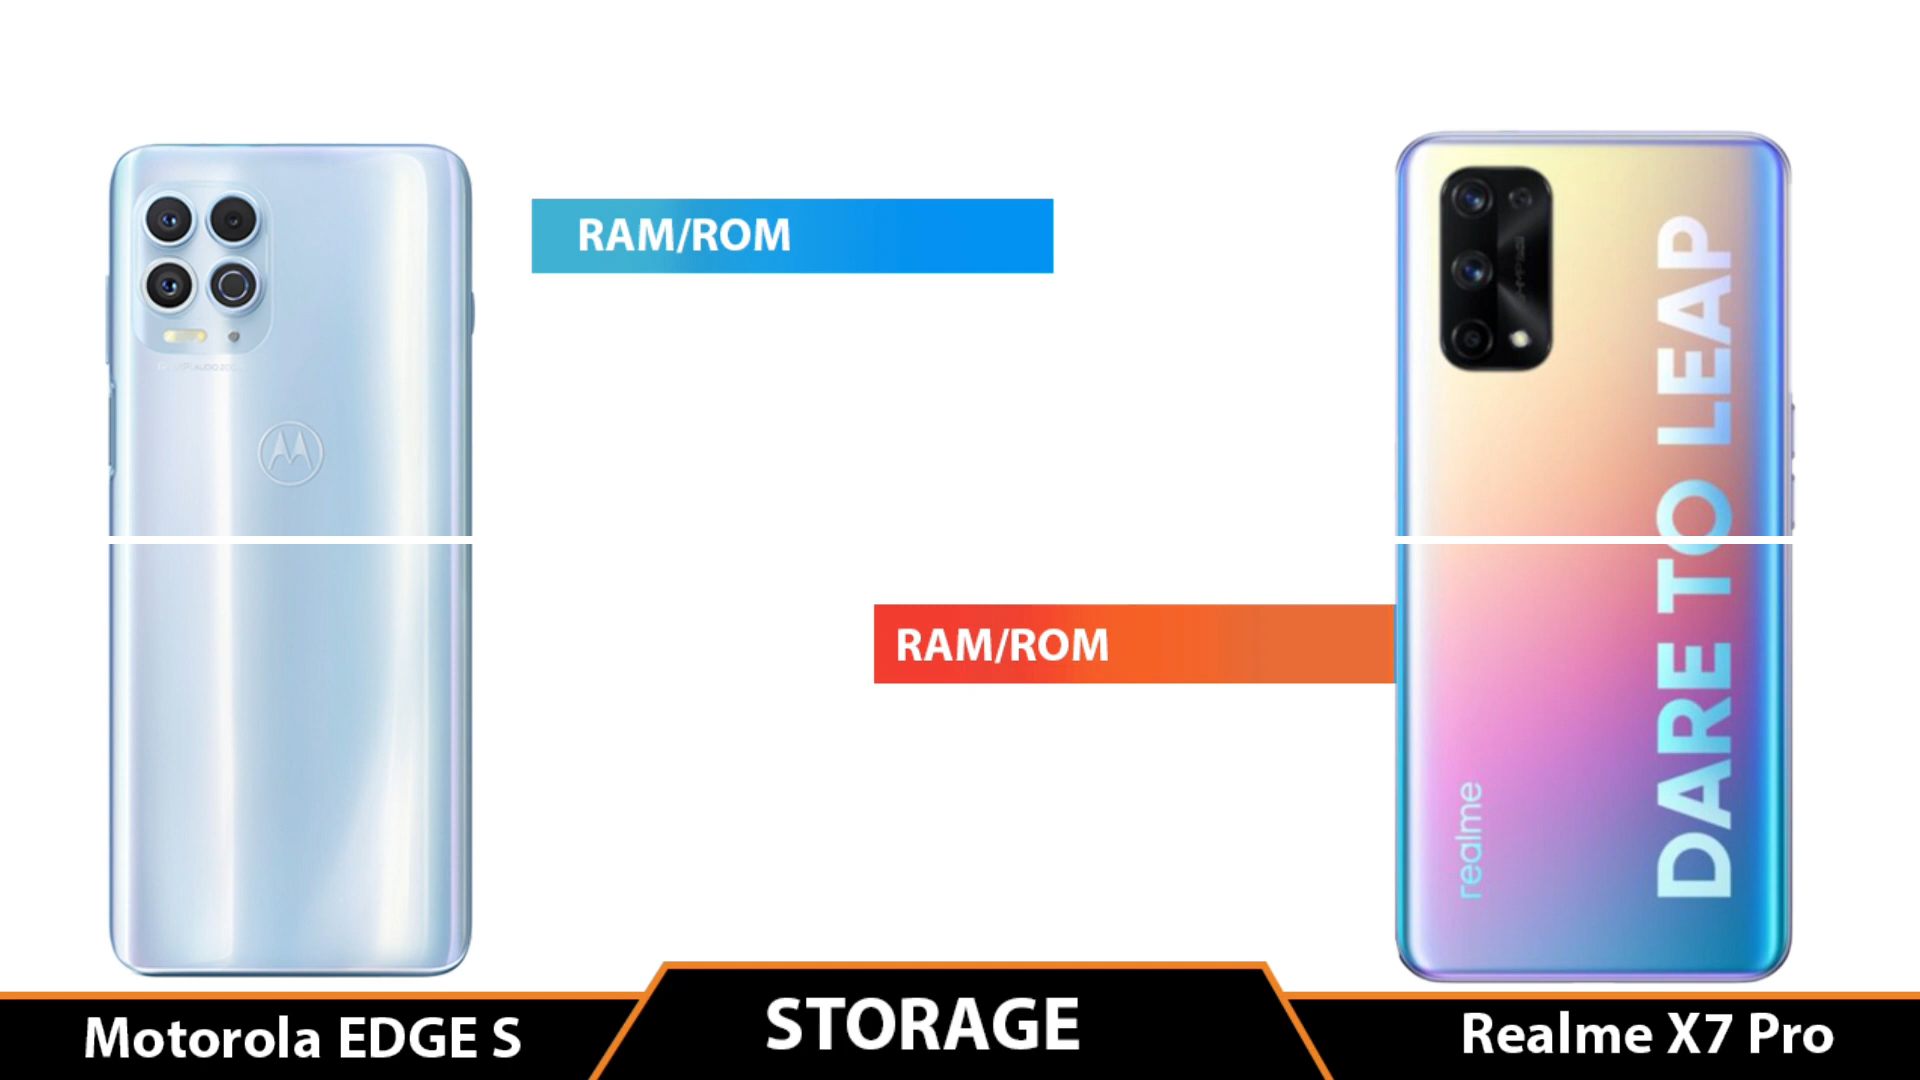 RAM/ROM
DARE TO LEAP
RAM/ROM
realme
Motorola EDGE S
STORAGE
Realme X7 Pro